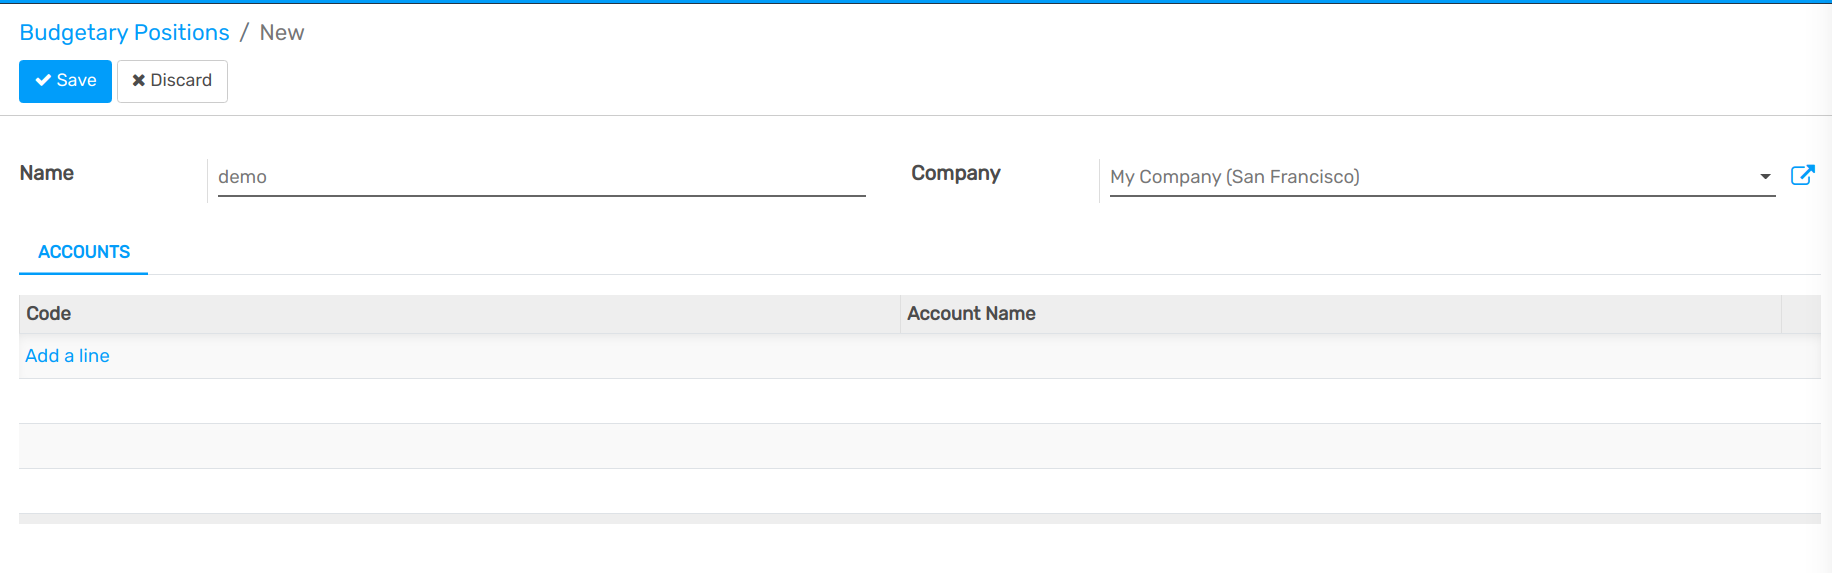 Budgetary Positions / New
Save Discard
Name demo Company My Company (San Francisco)
ACCOUNTS
Code Account Name
Add a line